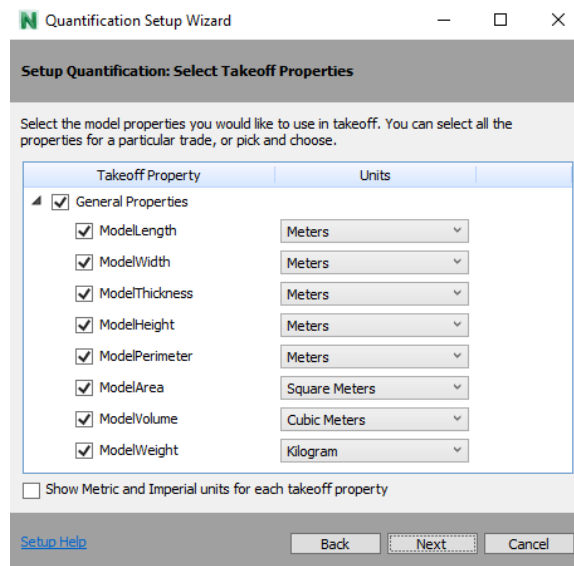 Quantification Setup Wizard
Setup Quantification: Select Takeoff Properties
Select the model properties you would like to use in takeoff. You can select all the
properties for a particular trade, or pick and choose.
Takeoff Property Units
General Properties
ModelLength Meters
ModelWidth Meters
ModelThickness Meters
ModelHeight Meters
ModelPerimeter Meters
ModelArea Square Meters
ModelVolume Cubic Meters
ModelWeight Kilogram
Show Metric and Imperial units for each takeoff property
Setup Help Back Next Cancel